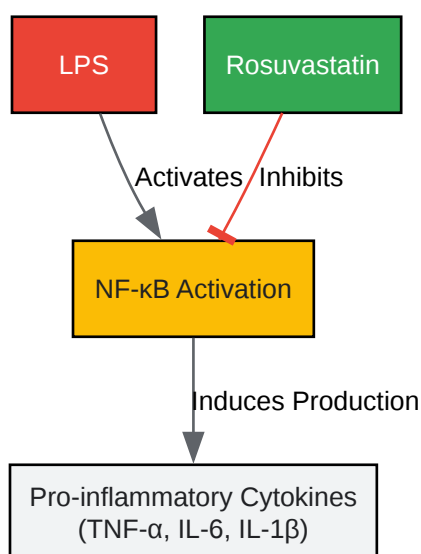 LPS
Rosuvastatin
Activates
Inhibits
NF-κB Activation
Induces Production
Pro-inflammatory Cytokines
(TNF-α, IL-6, IL-1β)